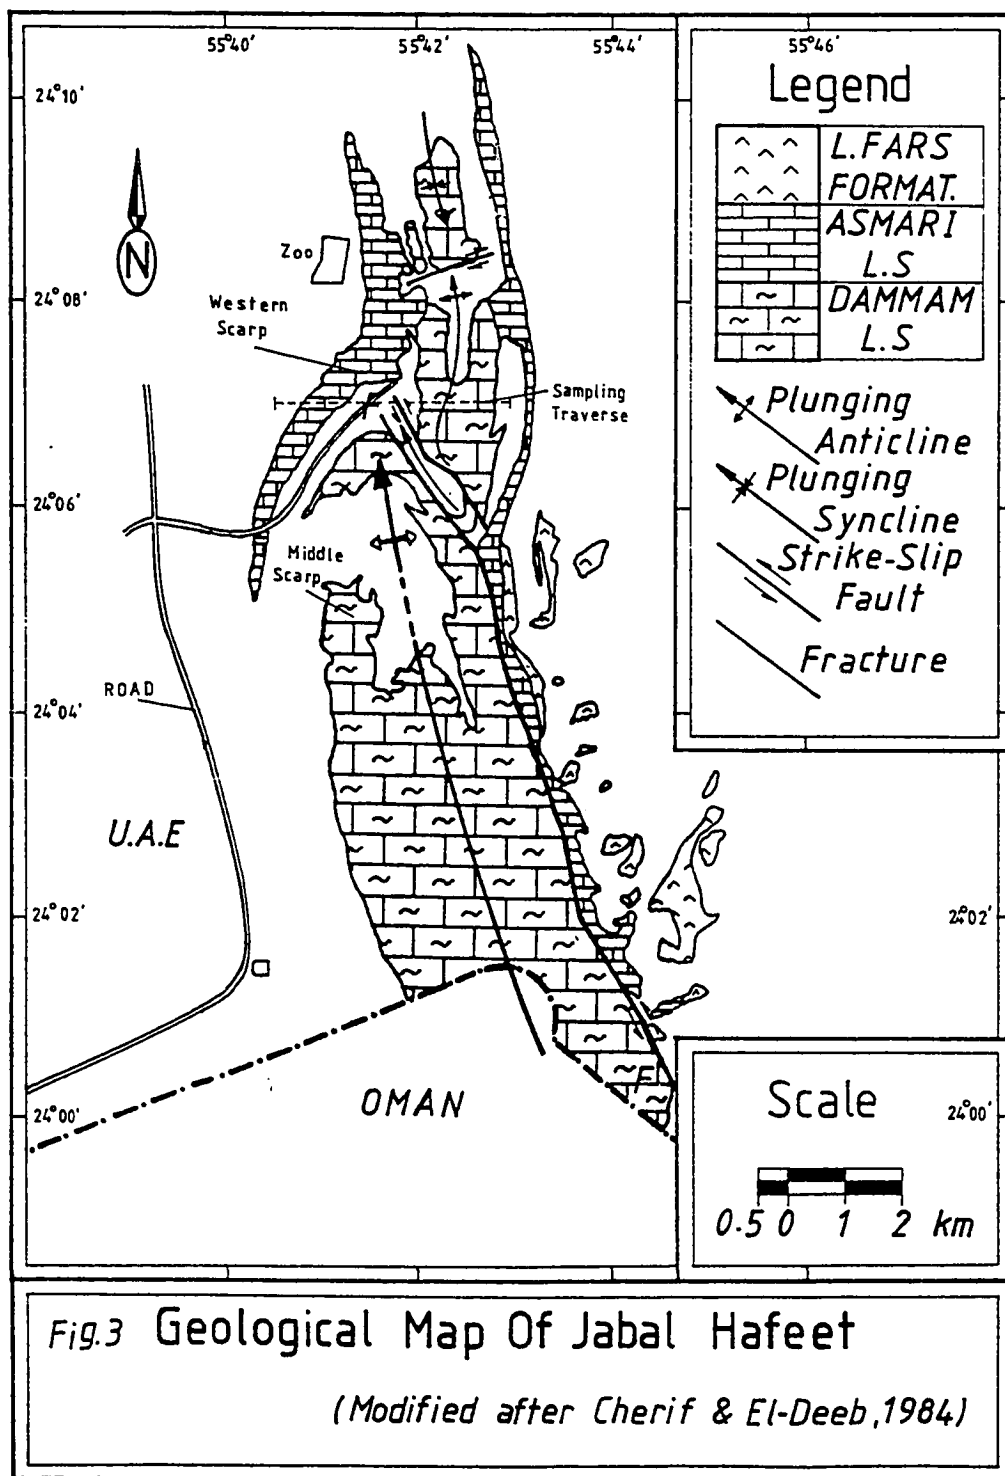 55°40' 55°42' 55°44' 55°46'
24°10'
24°08'
24°06'
24°04'
24°02'
24°00'
24°02'
24°00'
N
Zoo
Western
Scarp
Sampling
Traverse
Middle
Scarp
ROAD
U.A.E
OMAN
F
Legend
L.FARS
FORMAT.
ASMARI
L.S
DAMMAM
L.S
Plunging
Anticline
Plunging
Syncline
Strike-Slip
Fault
Fracture
Scale
0.5 0 1 2 km
Fig.3 Geological Map Of Jabal Hafeet
(Modified after Cherif & El-Deeb,1984)